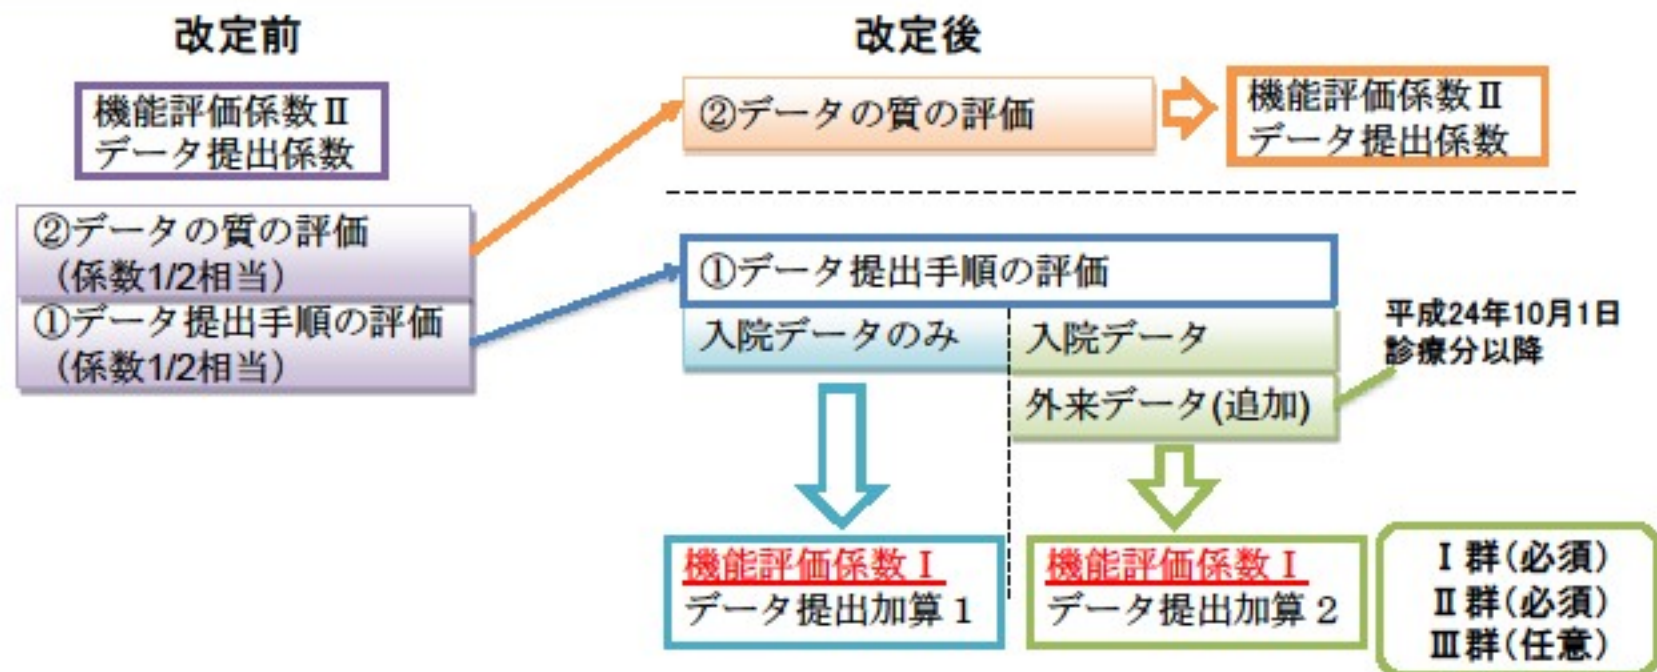 改定前
機能評価係数Ⅱ
データ提出係数
②データの質の評価
（係数1/2相当）
①データ提出手順の評価
（係数1/2相当）
改定後
②データの質の評価
機能評価係数Ⅱ
データ提出係数
①データ提出手順の評価
入院データのみ
入院データ
外来データ(追加)
平成24年10月1日
診療分以降
機能評価係数Ⅰ
データ提出加算１
機能評価係数Ⅰ
データ提出加算２
Ⅰ群(必須)
Ⅱ群(必須)
Ⅲ群(任意)